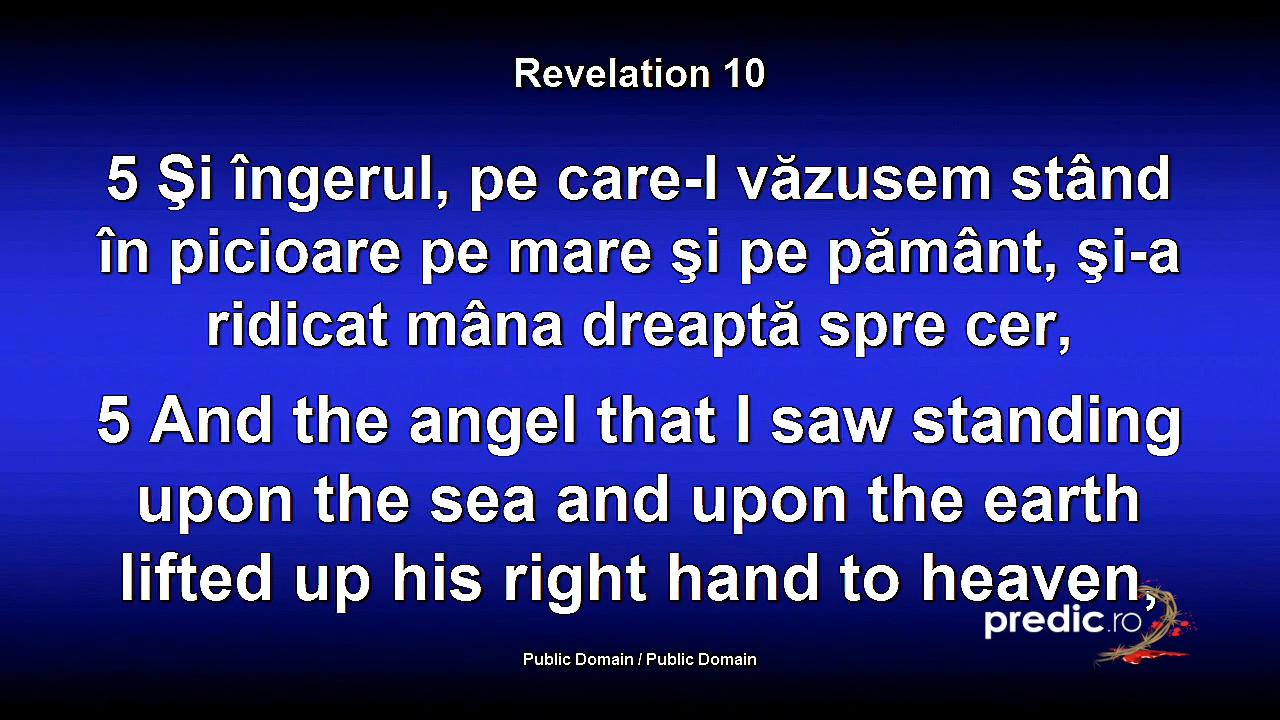 Revelation 10
5 Şi îngerul, pe care-l văzusem stând
în picioare pe mare şi pe pământ, şi-a
ridicat mâna dreaptă spre cer,
5 And the angel that I saw standing
upon the sea and upon the earth
lifted up his right hand to heaven,
predic.ro
Public Domain / Public Domain